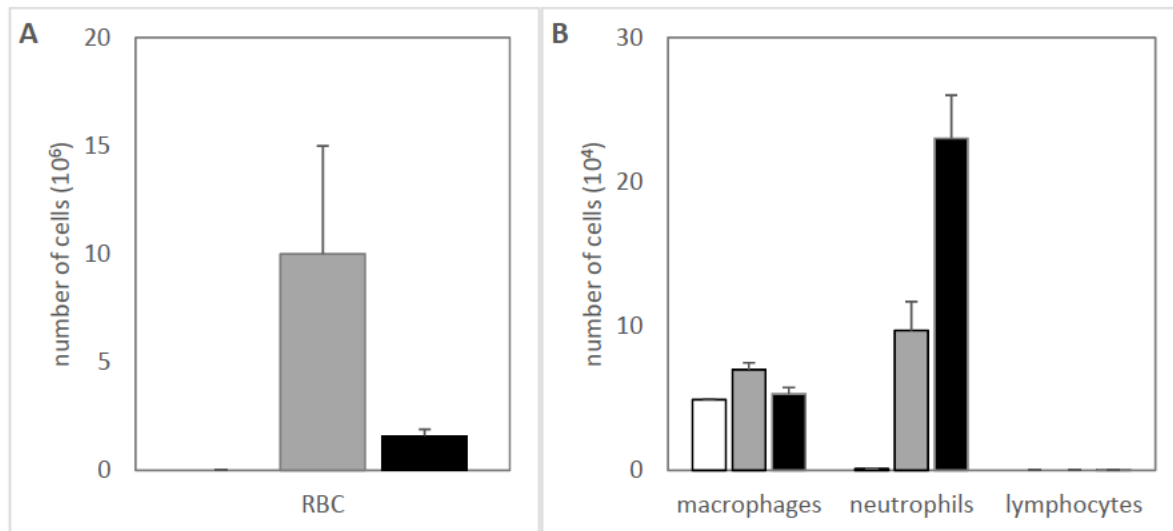 A
20
15
10
5
0
number of cells (10⁶)
RBC
B
30
20
10
0
number of cells (10⁴)
macrophages neutrophils lymphocytes